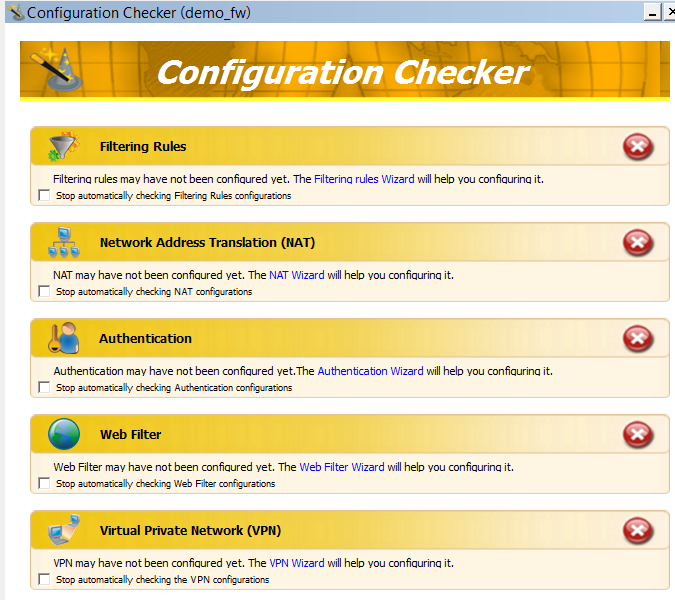 Configuration Checker (demo_fw)
Configuration Checker
Filtering Rules
Filtering rules may have not been configured yet. The Filtering rules Wizard will help you configuring it.
Stop automatically checking Filtering Rules configurations
Network Address Translation (NAT)
NAT may have not been configured yet. The NAT Wizard will help you configuring it.
Stop automatically checking NAT configurations
Authentication
Authentication may have not been configured yet.The Authentication Wizard will help you configuring it.
Stop automatically checking Authentication configurations
Web Filter
Web Filter may have not been configured yet. The Web Filter Wizard will help you configuring it.
Stop automatically checking Web Filter configurations
Virtual Private Network (VPN)
VPN may have not been configured yet. The VPN Wizard will help you configuring it.
Stop automatically checking the VPN configurations